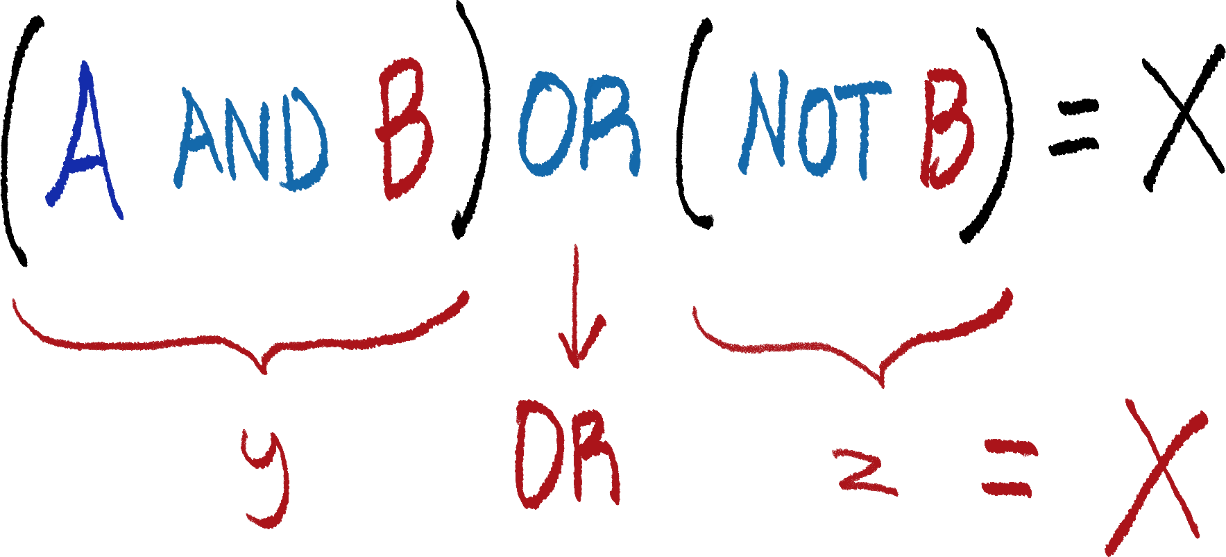 (A AND B) OR (NOT B) = X
y OR z = X